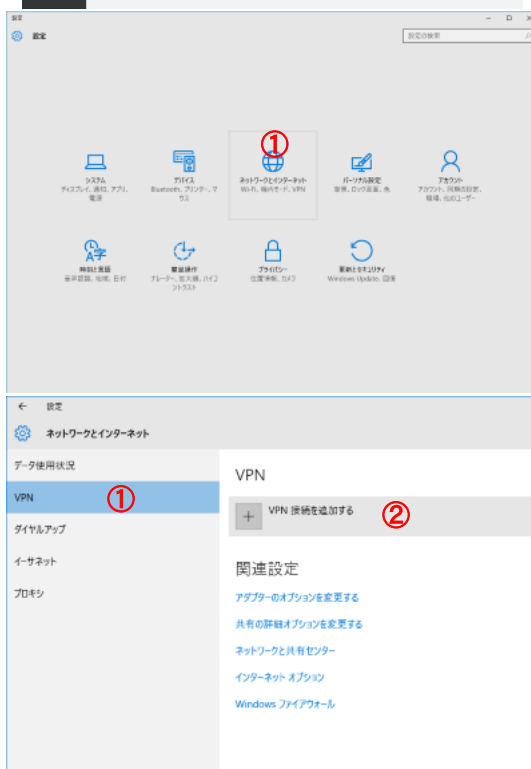 設定
設定
設定の検索
①
システム
ディスプレイ、通知、アプリ、
電源
デバイス
Bluetooth、プリンター、マ
ウス
ネットワークとインターネット
Wi-Fi、機内モード、VPN
パーソナル設定
背景、ロック画面、色
アカウント
アカウント、同期の設定、
職場、他のユーザー
時刻と言語
音声認識、地域、日付
簡単操作
ナレーター、拡大鏡、ハイコ
ントラスト
プライバシー
位置情報、カメラ
更新とセキュリティ
Windows Update、回復
← 設定
ネットワークとインターネット
データ使用状況
VPN ①
ダイヤルアップ
イーサネット
プロキシ
VPN
+ VPN 接続を追加する ②
関連設定
アダプターのオプションを変更する
共有の詳細オプションを変更する
ネットワークと共有センター
インターネット オプション
Windows ファイアウォール